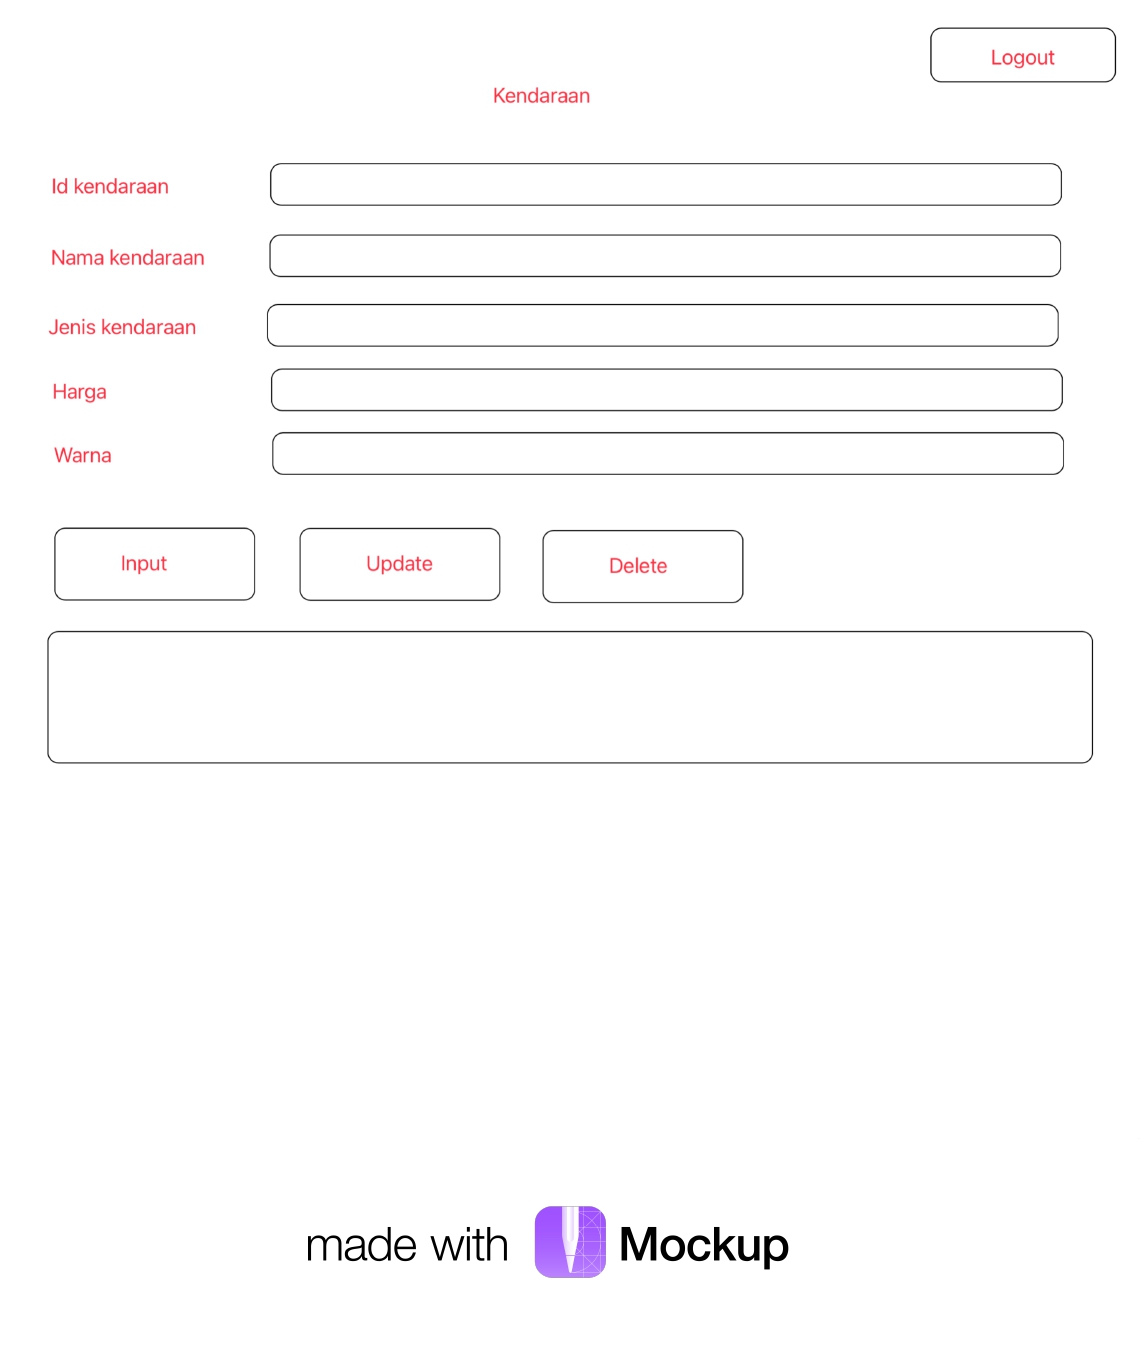 Logout
Kendaraan
Id kendaraan
Nama kendaraan
Jenis kendaraan
Harga
Warna
Input
Update
Delete
made with Mockup